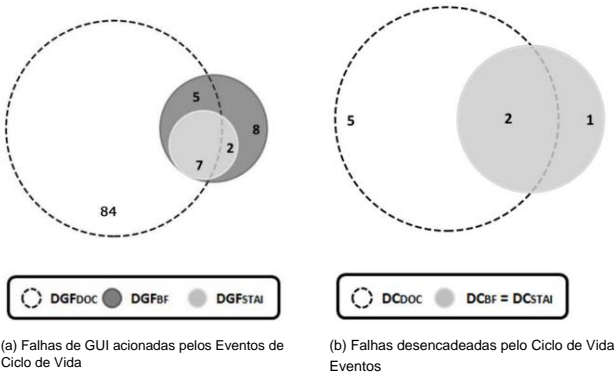 5
8
2
7
84
DGFDOC DGFBF DGFSTAI
(a) Falhas de GUI acionadas pelos Eventos de
Ciclo de Vida
5
2
1
DCDOC DCBF = DCSTAI
(b) Falhas desencadeadas pelo Ciclo de Vida
Eventos